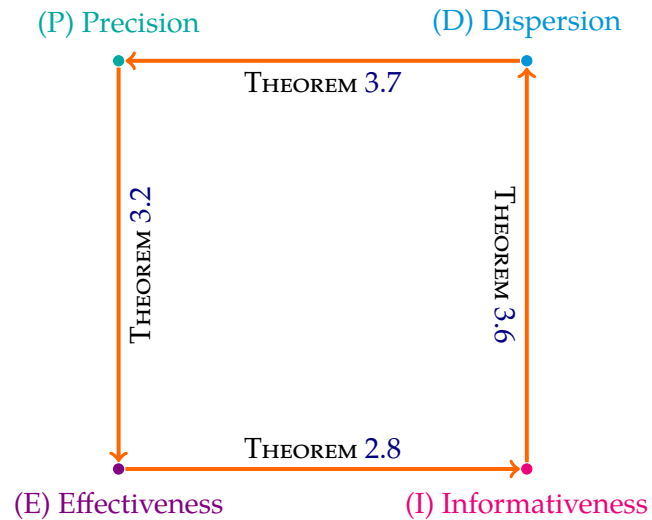 (P) Precision
(D) Dispersion
Theorem 3.7
Theorem 3.2
Theorem 3.6
Theorem 2.8
(E) Effectiveness
(I) Informativeness